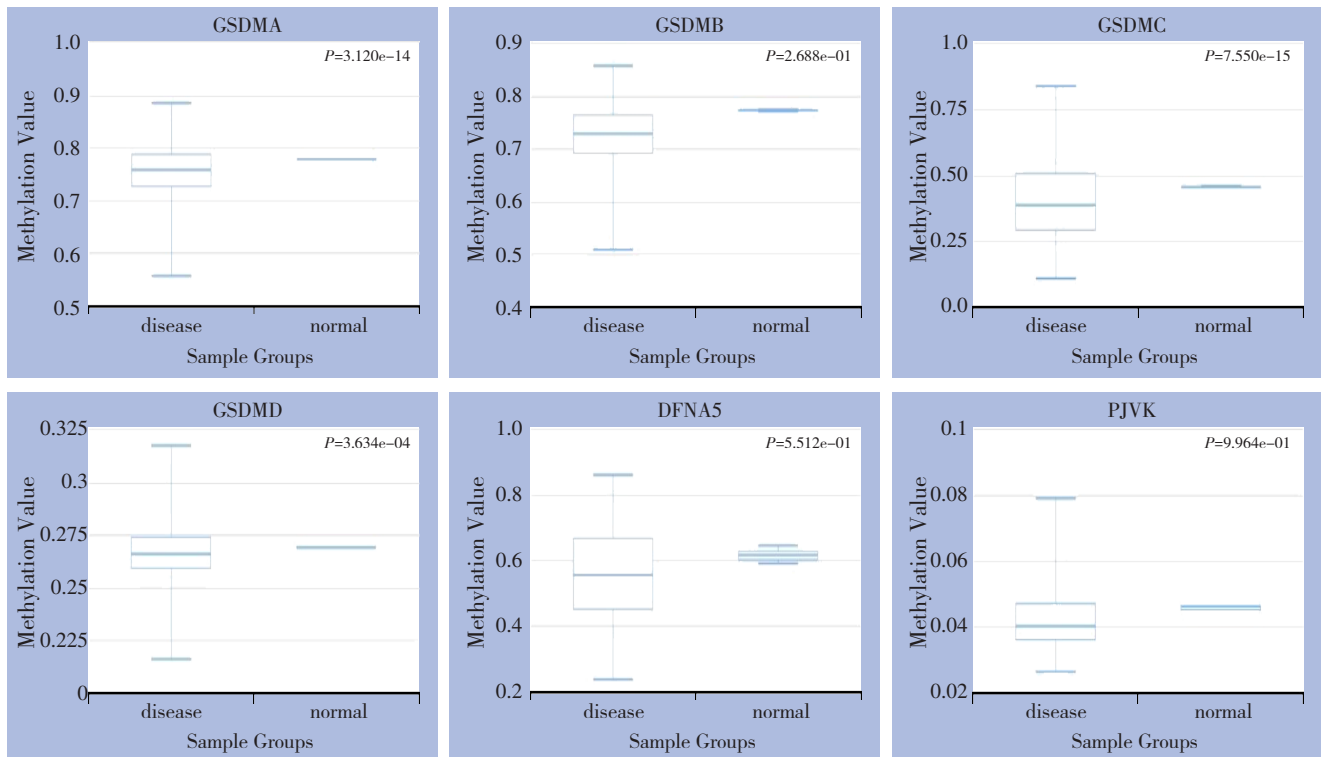 GSDMA
P=3.120e−14
Methylation Value
1.0
0.9
0.8
0.7
0.6
0.5
disease normal
Sample Groups
GSDMB
P=2.688e−01
Methylation Value
0.9
0.8
0.7
0.6
0.5
0.4
disease normal
Sample Groups
GSDMC
P=7.550e−15
Methylation Value
1.0
0.75
0.50
0.25
0.0
disease normal
Sample Groups
GSDMD
P=3.634e−04
Methylation Value
0.325
0.3
0.275
0.25
0.225
0
disease normal
Sample Groups
DFNA5
P=5.512e−01
Methylation Value
1.0
0.8
0.6
0.4
0.2
disease normal
Sample Groups
PJVK
P=9.964e−01
Methylation Value
0.1
0.08
0.06
0.04
0.02
disease normal
Sample Groups